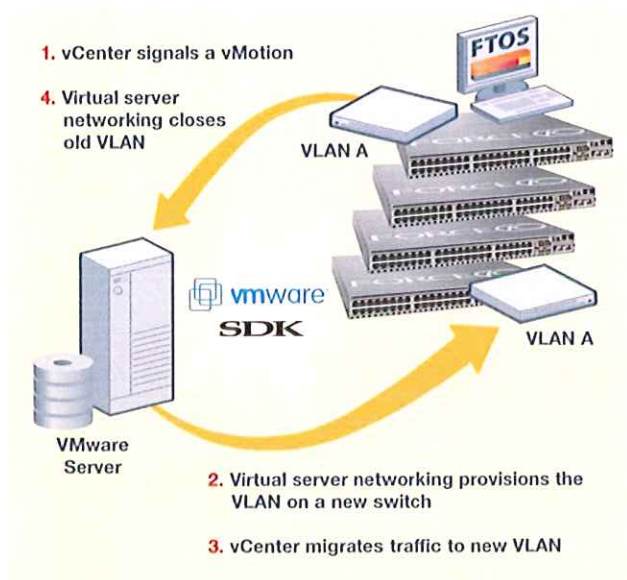 1. vCenter signals a vMotion
4. Virtual server
networking closes
old VLAN
FTOS
VLAN A
vmware
SDK
VLAN A
VMware
Server
2. Virtual server networking provisions the
VLAN on a new switch
3. vCenter migrates traffic to new VLAN